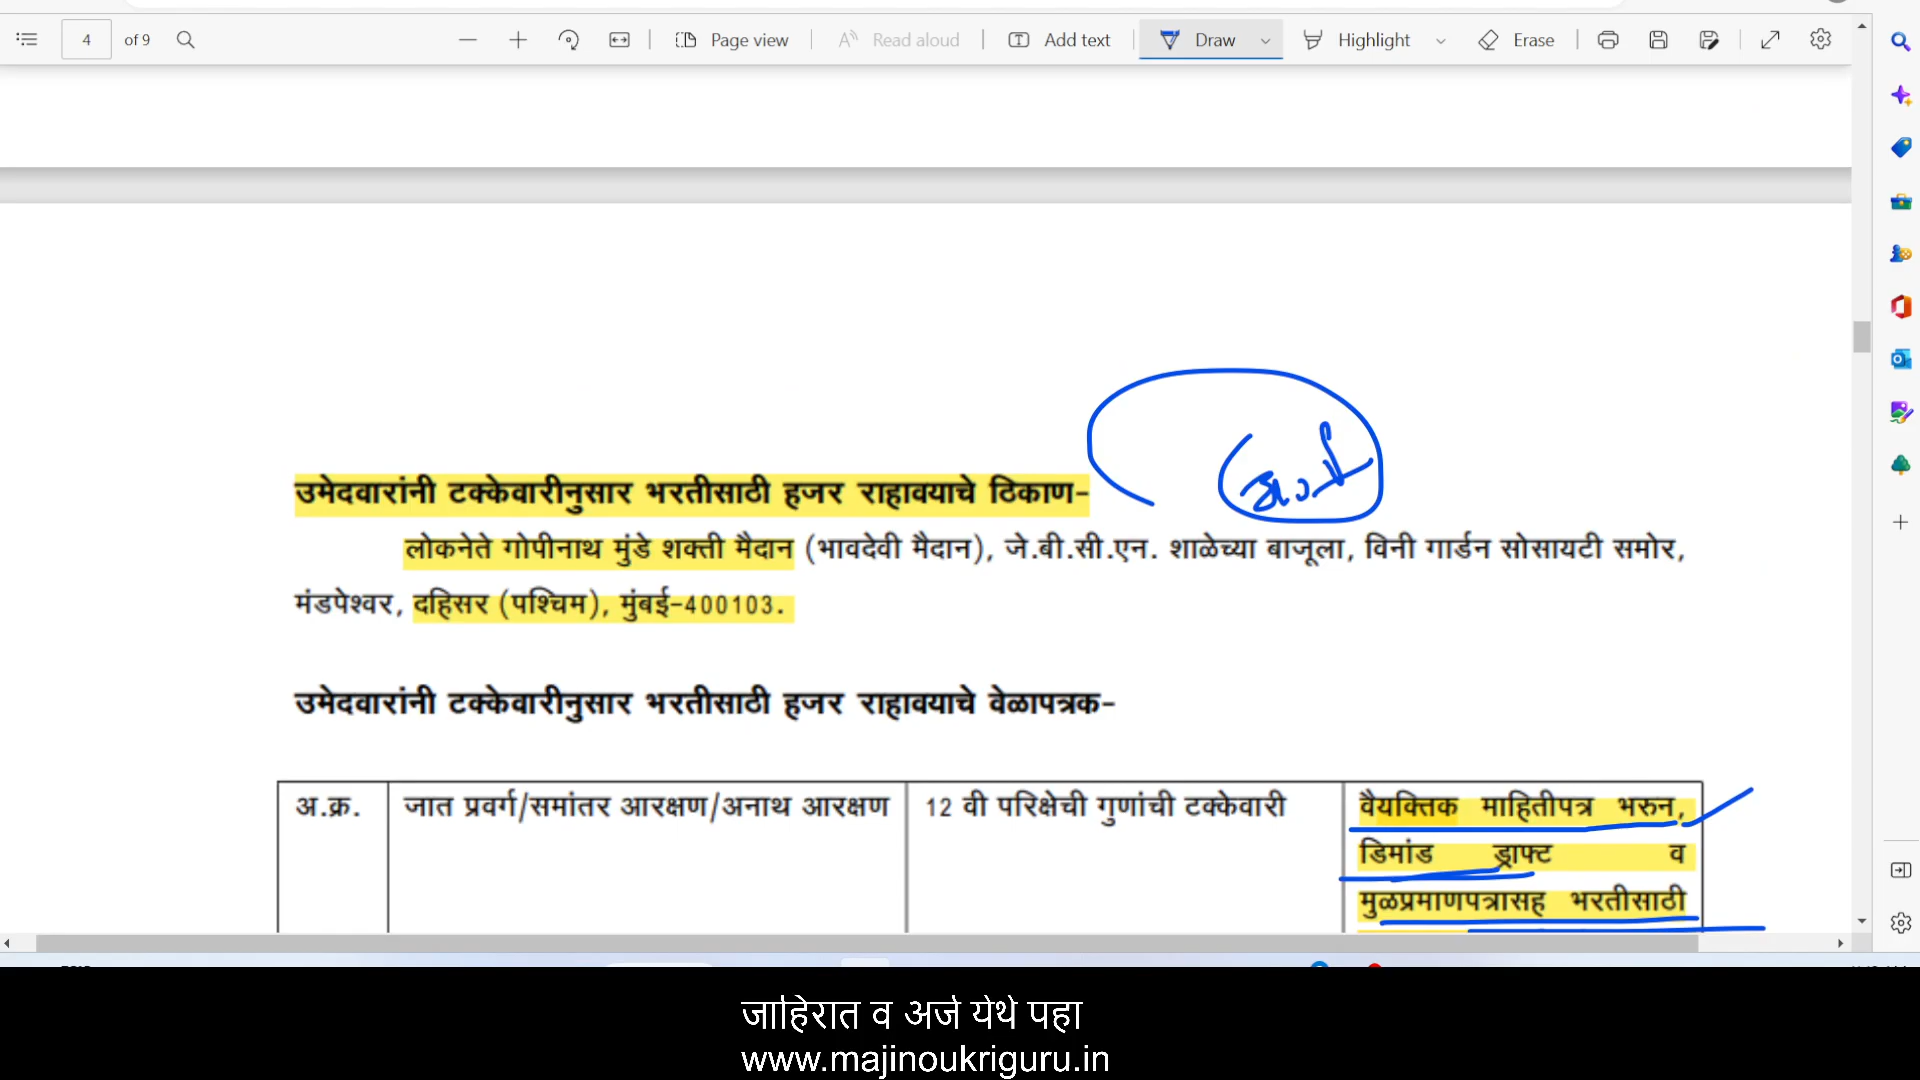 4 of 9 Page view Read aloud Add text Draw Highlight Erase
उमेदवारांनी टक्केवारीनुसार भरतीसाठी हजर राहावयाचे ठिकाण-
लोकनेते गोपीनाथ मुंडे शक्ती मैदान (भावदेवी मैदान), जे.बी.सी.एन. शाळेच्या बाजूला, विनी गार्डन सोसायटी समोर,
मंडपेश्वर, दहिसर (पश्चिम), मुंबई-400103.
उमेदवारांनी टक्केवारीनुसार भरतीसाठी हजर राहावयाचे वेळापत्रक-
अ.क्र. जात प्रवर्ग/समांतर आरक्षण/अनाथ आरक्षण 12 वी परिक्षेची गुणांची टक्केवारी वैयक्तिक माहितीपत्र भरुन,
डिमांड ड्राफ्ट व
मुळप्रमाणपत्रासह भरतीसाठी
जाहिरात व अर्ज येथे पहा
www.majinoukriguru.in